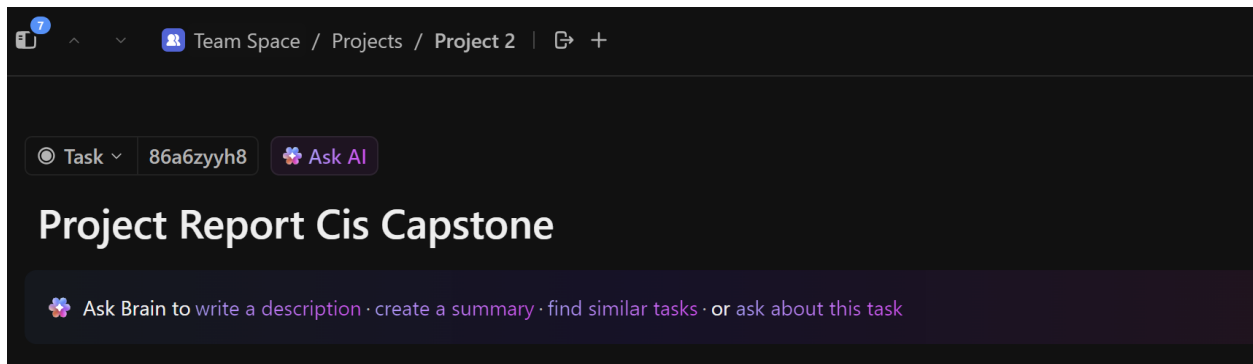 7
Team Space / Projects / Project 2
Task 86a6zyyh8 Ask AI
Project Report Cis Capstone
Ask Brain to write a description · create a summary · find similar tasks · or ask about this task